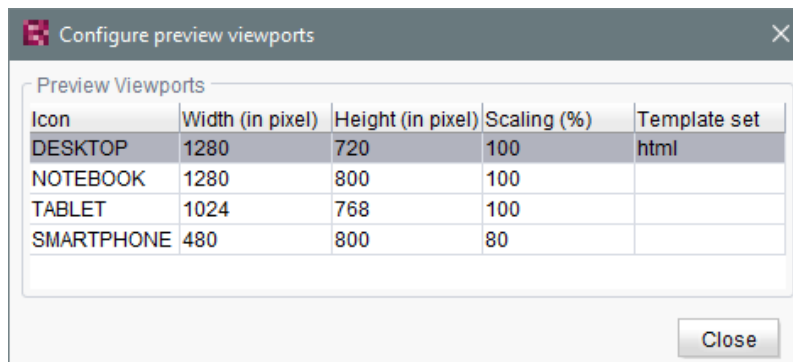 Configure preview viewports
Preview Viewports
Icon Width (in pixel) Height (in pixel) Scaling (%) Template set
DESKTOP 1280 720 100 html
NOTEBOOK 1280 800 100
TABLET 1024 768 100
SMARTPHONE 480 800 80
Close